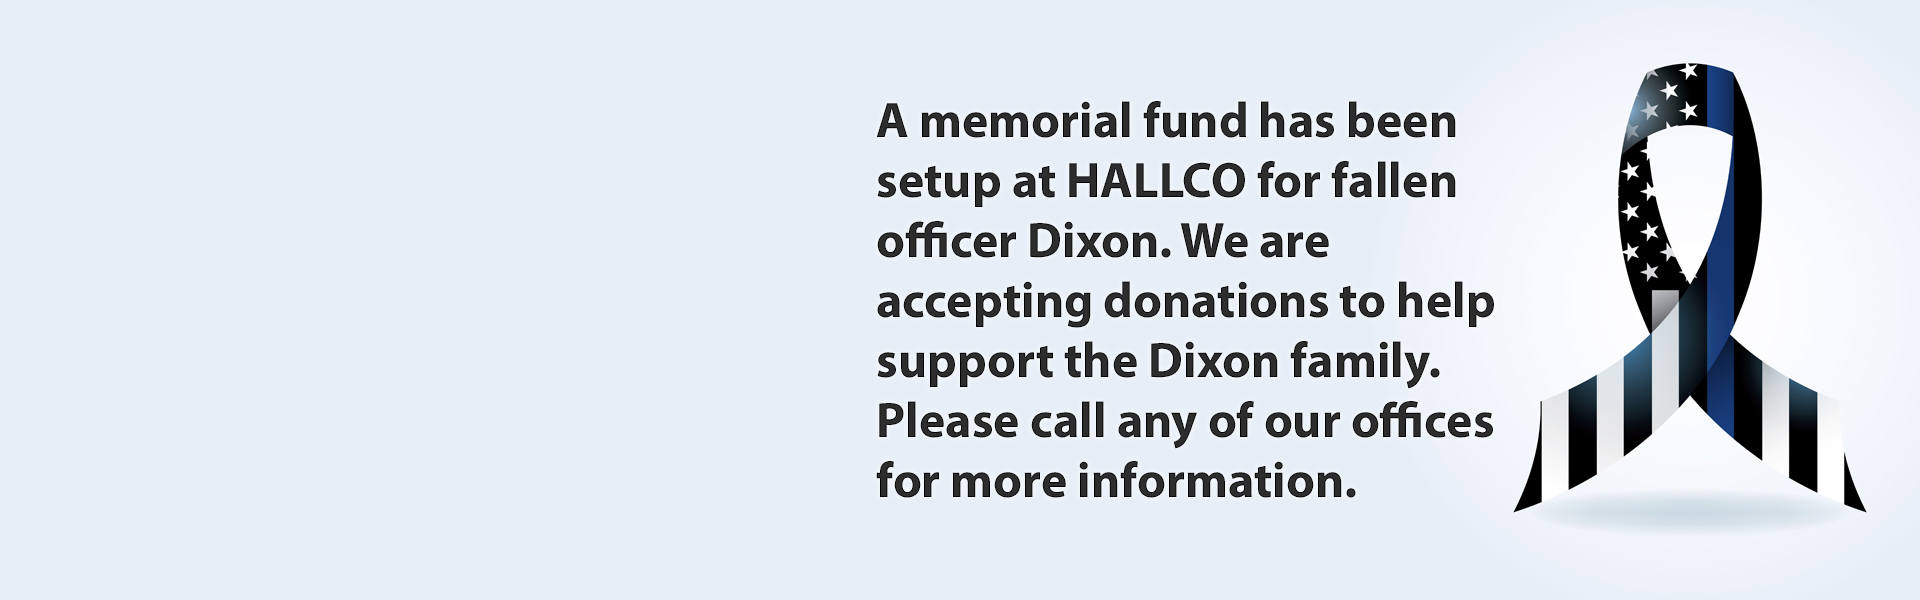 A memorial fund has been
setup at HALLCO for fallen
officer Dixon. We are
accepting donations to help
support the Dixon family.
Please call any of our offices
for more information.